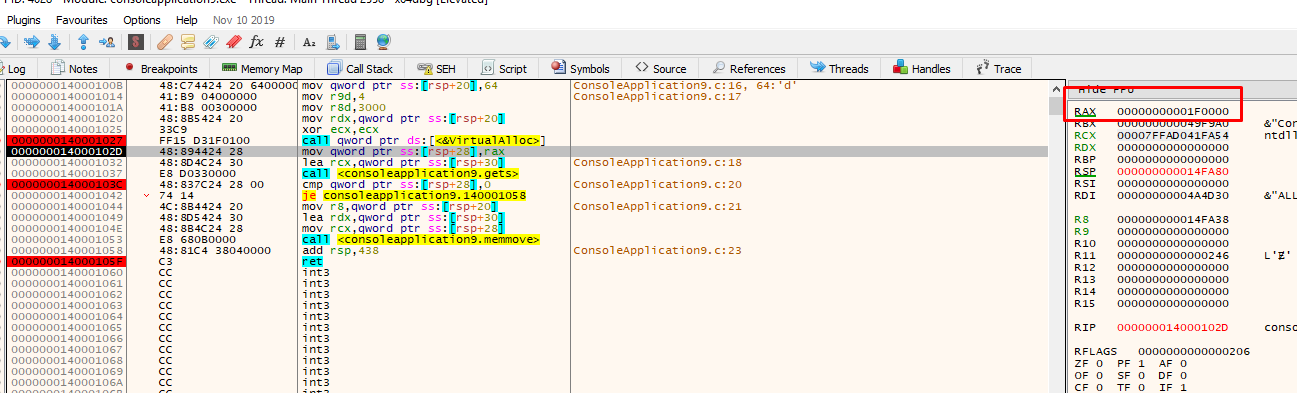 Plugins Favourites Options Help Nov 10 2019
Log Notes Breakpoints Memory Map Call Stack SEH Script Symbols Source References Threads Handles Trace
Hide FPU
000000014000100B 48:C74424 20 6400000 mov qword ptr ss:[rsp+20],64 ConsoleApplication9.c:16, 64:'d'
0000000140001014 41:B9 04000000 mov r9d,4 ConsoleApplication9.c:17
000000014000101A 41:B8 00300000 mov r8d,3000
0000000140001020 48:8B5424 20 mov rdx,qword ptr ss:[rsp+20]
0000000140001025 33C9 xor ecx,ecx
0000000140001027 FF15 D31F0100 call qword ptr ds:[<&VirtualAlloc>]
000000014000102D 48:894424 28 mov qword ptr ss:[rsp+28],rax
0000000140001032 48:8D4C24 30 lea rcx,qword ptr ss:[rsp+30] ConsoleApplication9.c:18
0000000140001037 E8 D0330000 call <consoleapplication9.gets>
000000014000103C 48:837C24 28 00 cmp qword ptr ss:[rsp+28],0 ConsoleApplication9.c:20
0000000140001042 74 14 je consoleapplication9.140001058
0000000140001044 4C:8B4424 20 mov r8,qword ptr ss:[rsp+20] ConsoleApplication9.c:21
0000000140001049 48:8D5424 30 lea rdx,qword ptr ss:[rsp+30]
000000014000104E 48:8B4C24 28 mov rcx,qword ptr ss:[rsp+28]
0000000140001053 E8 680B0000 call <consoleapplication9.memmove>
0000000140001058 48:81C4 38040000 add rsp,438 ConsoleApplication9.c:23
000000014000105F C3 ret
0000000140001060 CC int3
0000000140001061 CC int3
0000000140001062 CC int3
0000000140001063 CC int3
0000000140001064 CC int3
0000000140001065 CC int3
0000000140001066 CC int3
0000000140001067 CC int3
0000000140001068 CC int3
0000000140001069 CC int3
000000014000106A CC int3
CC int3
RAX 00000000001F0000
RBX 000000000049F9A0 &"Con
RCX 00007FFAD041FA54 ntdll
RDX 0000000000000000
RBP 0000000000000000
RSP 000000000014FA80
RSI 0000000000000000
RDI 00000000004A4D30 &"ALL
R8 000000000014FA38
R9 0000000000000000
R10 0000000000000000
R11 0000000000000246
R12 0000000000000000
R13 0000000000000000
R14 0000000000000000
R15 0000000000000000
RIP 000000014000102D conso
RFLAGS 0000000000000206
ZF 0 PF 1 AF 0
OF 0 SF 0 DF 0
CF 0 TF 0 IF 1